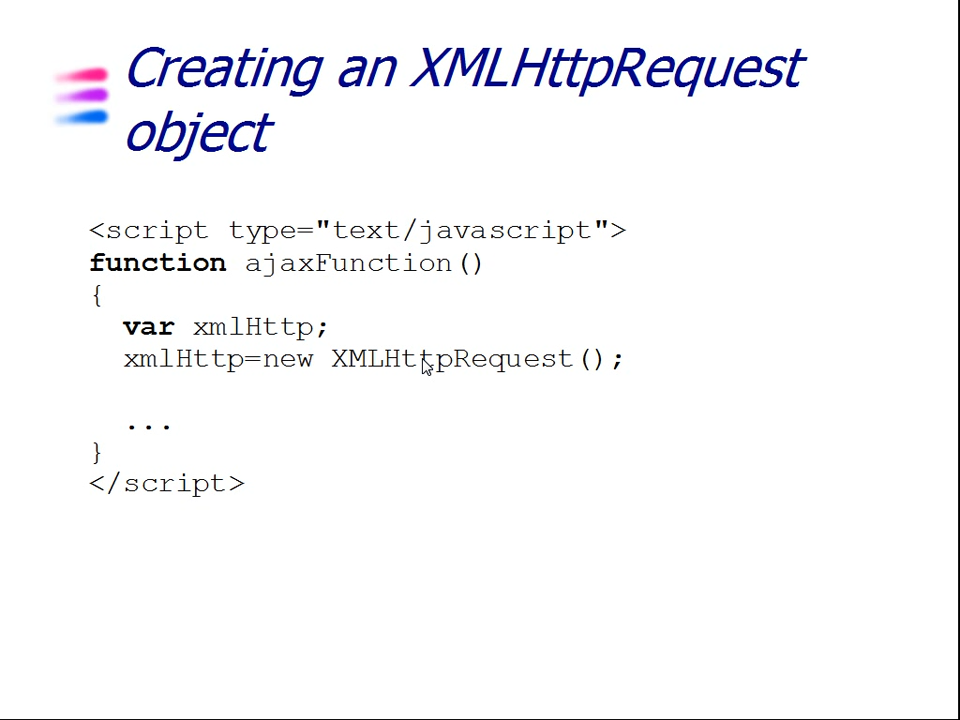 Creating an XMLHttpRequest
object
<script type="text/javascript">
function ajaxFunction()
{
  var xmlHttp;
  xmlHttp=new XMLHttpRequest();
  ...
}
</script>